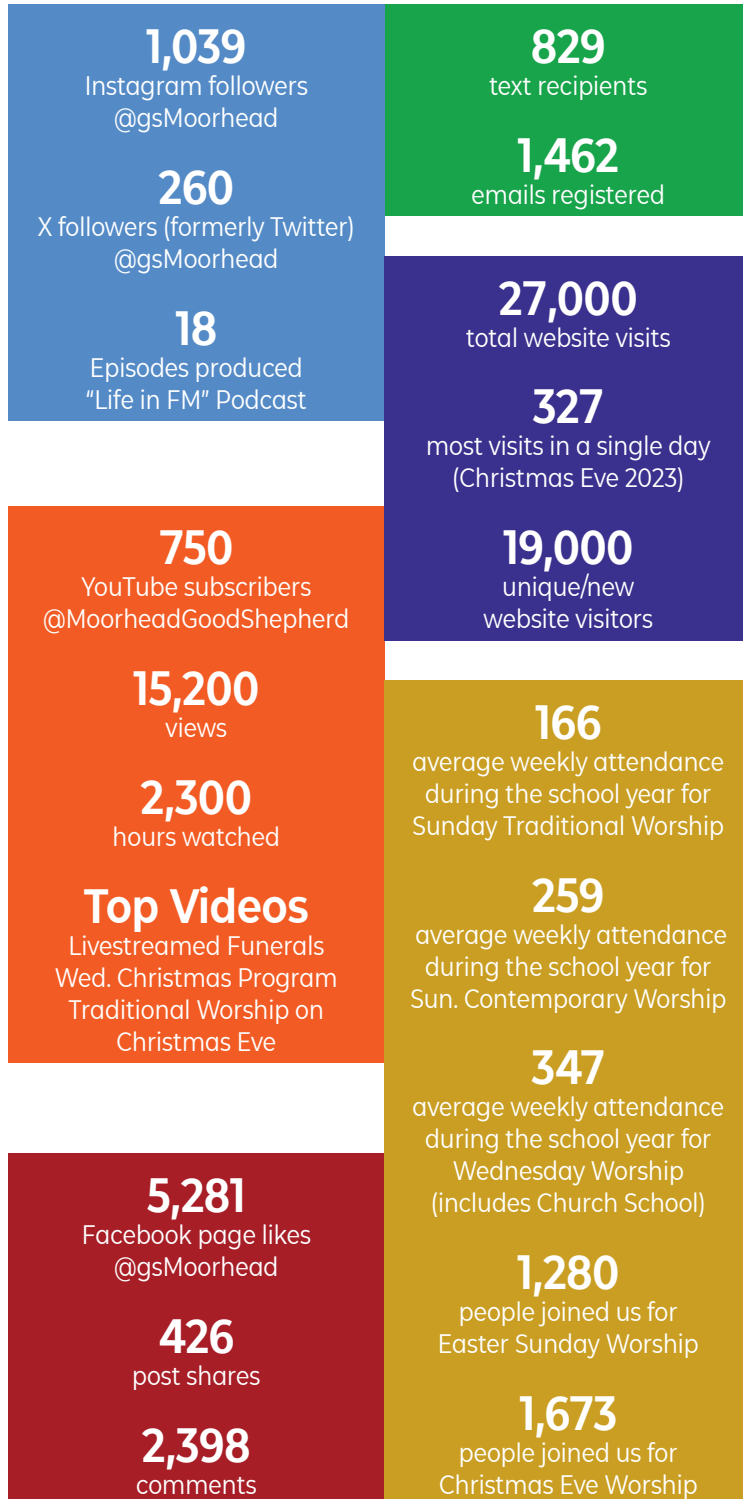 1,039
Instagram followers
@gsMoorhead
260
X followers (formerly Twitter)
@gsMoorhead
18
Episodes produced
“Life in FM” Podcast
750
YouTube subscribers
@MoorheadGoodShepherd
15,200
views
2,300
hours watched
Top Videos
Livestreamed Funerals
Wed. Christmas Program
Traditional Worship on
Christmas Eve
5,281
Facebook page likes
@gsMoorhead
426
post shares
2,398
comments
829
text recipients
1,462
emails registered
27,000
total website visits
327
most visits in a single day
(Christmas Eve 2023)
19,000
unique/new
website visitors
166
average weekly attendance
during the school year for
Sunday Traditional Worship
259
average weekly attendance
during the school year for
Sun. Contemporary Worship
347
average weekly attendance
during the school year for
Wednesday Worship
(includes Church School)
1,280
people joined us for
Easter Sunday Worship
1,673
people joined us for
Christmas Eve Worship